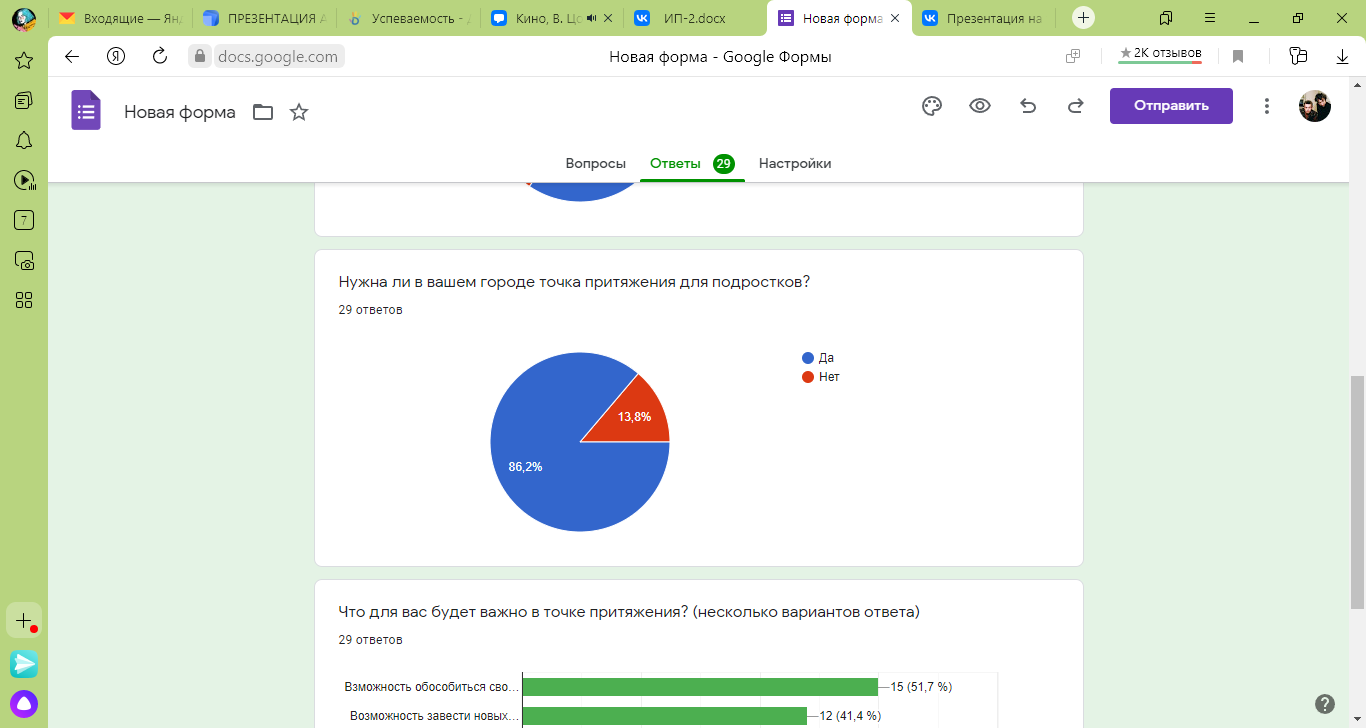 Входящие — Ян
ПРЕЗЕНТАЦИЯ
Успеваемость -
Кино, В. Цо
ИП-2.docx
Новая форма
Презентация на
Я
docs.google.com
Новая форма - Google Формы
★ 2K отзывов
7
Новая форма
Отправить
Вопросы
Ответы 29
Настройки
Нужна ли в вашем городе точка притяжения для подростков?
29 ответов
Да
Нет
13,8%
86,2%
Что для вас будет важно в точке притяжения? (несколько вариантов ответа)
29 ответов
Взможность обособиться сво... 15 (51,7 %)
Возможность завести новых... 12 (41,4 %)